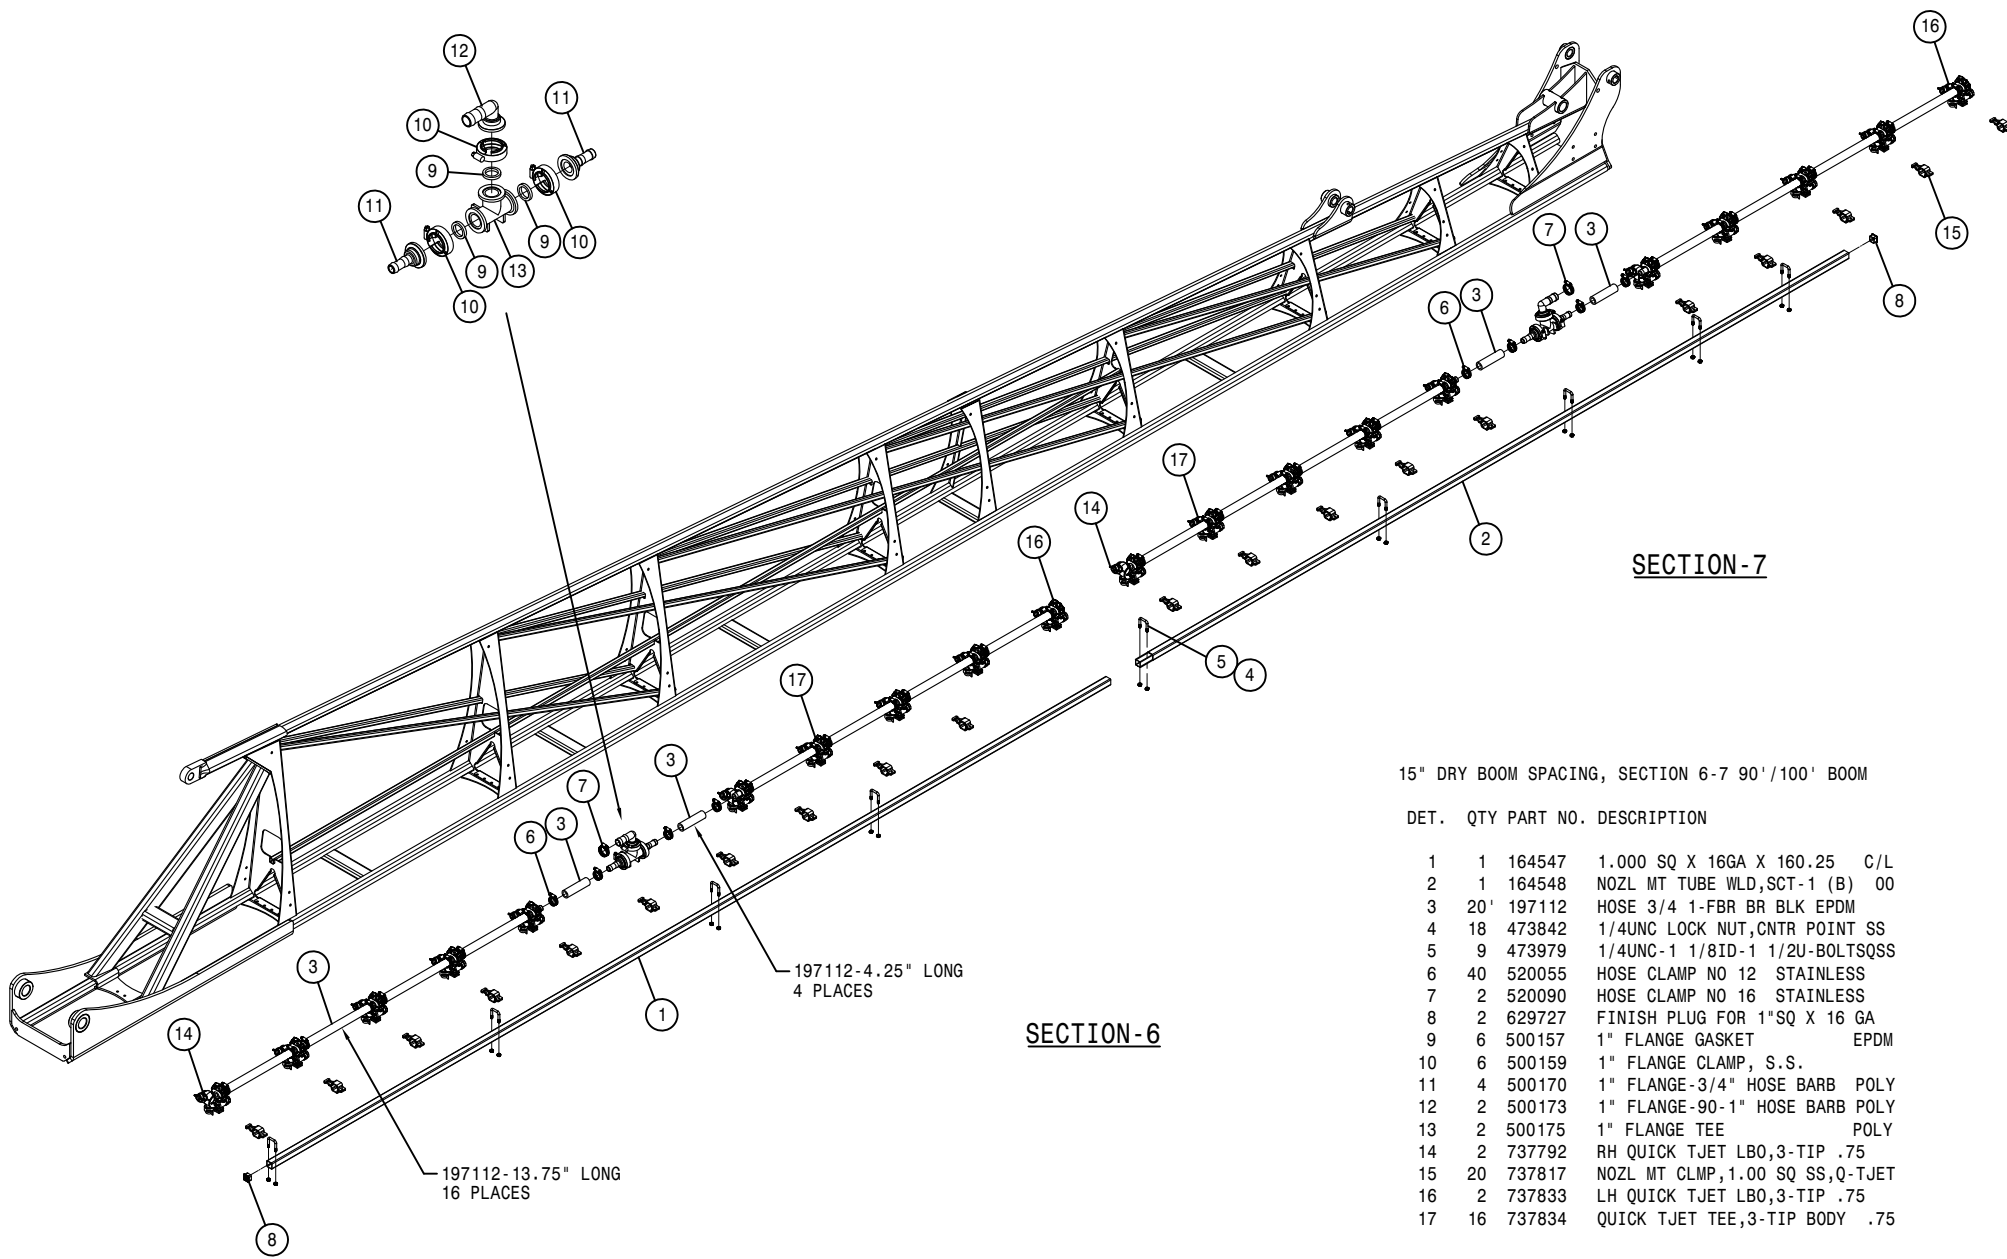 12
16
10
11
9
11
9
10
9
13
10
15
7
3
6
3
8
17
14
16
2
SECTION-7
5
4
17
3
7
6
3
15" DRY BOOM SPACING, SECTION 6-7 90'/100' BOOM
DET. QTY PART NO. DESCRIPTION
1 1 164547 1.000 SQ X 16GA X 160.25 C/L
2 1 164548 NOZL MT TUBE WLD,SCT-1 (B) 00
3 20' 197112 HOSE 3/4 1-FBR BR BLK EPDM
4 18 473842 1/4UNC LOCK NUT,CNTR POINT SS
5 9 473979 1/4UNC-1 1/8ID-1 1/2U-BOLTSQSS
6 40 520055 HOSE CLAMP NO 12 STAINLESS
7 2 520090 HOSE CLAMP NO 16 STAINLESS
8 2 629727 FINISH PLUG FOR 1"SQ X 16 GA
9 6 500157 1" FLANGE GASKET EPDM
10 6 500159 1" FLANGE CLAMP, S.S.
11 4 500170 1" FLANGE-3/4" HOSE BARB POLY
12 2 500173 1" FLANGE-90-1" HOSE BARB POLY
13 2 500175 1" FLANGE TEE POLY
14 2 737792 RH QUICK TJET LBO,3-TIP .75
15 20 737817 NOZL MT CLMP,1.00 SQ SS,Q-TJET
16 2 737833 LH QUICK TJET LBO,3-TIP .75
17 16 737834 QUICK TJET TEE,3-TIP BODY .75
3
197112-4.25" LONG
4 PLACES
1
SECTION-6
14
197112-13.75" LONG
16 PLACES
8